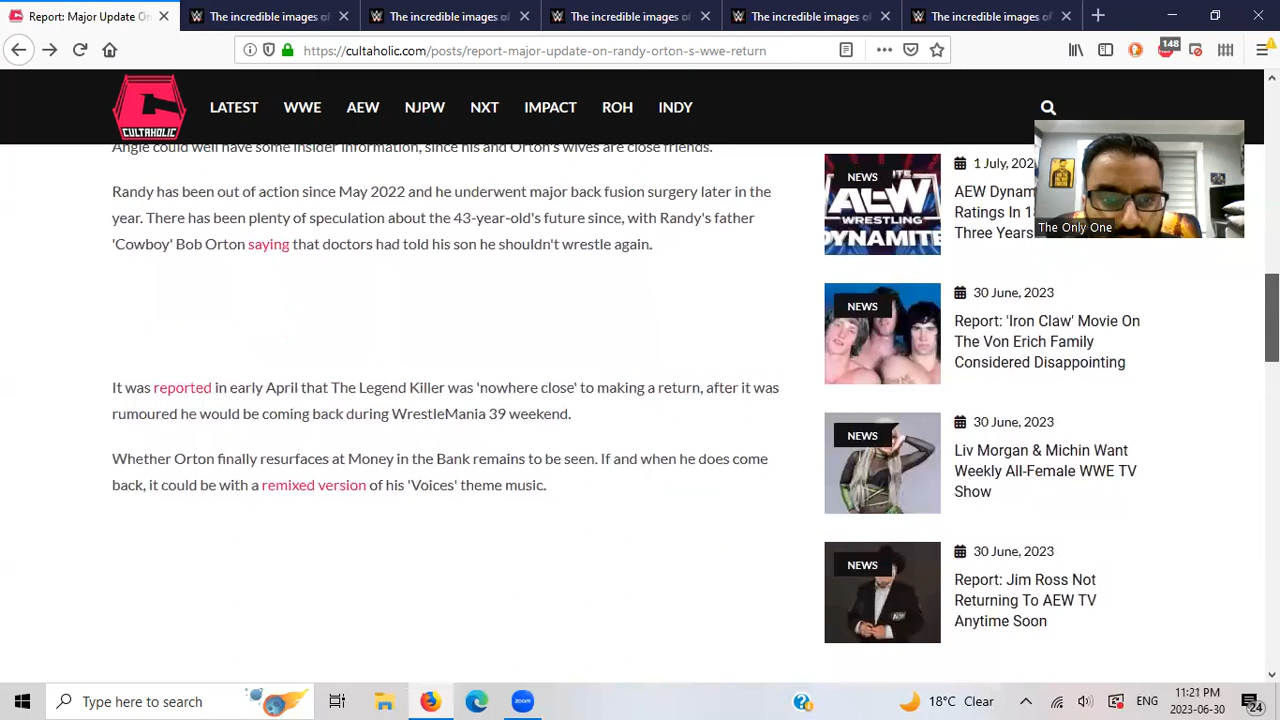 Report: Major Update On
The incredible images of
The incredible images of
The incredible images of
The incredible images of
The incredible images of
https://cultaholic.com/posts/report-major-update-on-randy-orton-s-wwe-return
148
CULTAHOLIC
LATEST WWE AEW NJPW NXT IMPACT ROH INDY
Angle could well have some insider information, since his and Orton's wives are close friends.
Randy has been out of action since May 2022 and he underwent major back fusion surgery later in the
year. There has been plenty of speculation about the 43-year-old's future since, with Randy's father
'Cowboy' Bob Orton saying that doctors had told his son he shouldn't wrestle again.
It was reported in early April that The Legend Killer was 'nowhere close' to making a return, after it was
rumoured he would be coming back during WrestleMania 39 weekend.
Whether Orton finally resurfaces at Money in the Bank remains to be seen. If and when he does come
back, it could be with a remixed version of his 'Voices' theme music.
NEWS
AEW
WRESTLING
DYNAMITE
1 July, 202
AEW Dynam
Ratings In 1
Three Years
The Only One
NEWS
30 June, 2023
Report: 'Iron Claw' Movie On
The Von Erich Family
Considered Disappointing
NEWS
30 June, 2023
Liv Morgan & Michin Want
Weekly All-Female WWE TV
Show
NEWS
30 June, 2023
Report: Jim Ross Not
Returning To AEW TV
Anytime Soon
Type here to search
zoom
18°C Clear
ENG
11:21 PM
2023-06-30
24